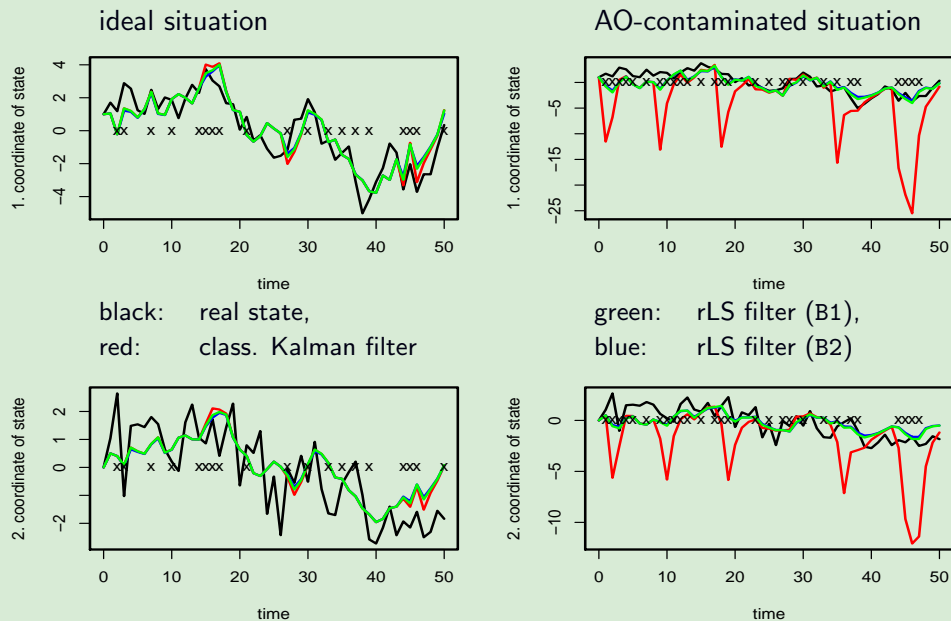 ideal situation
AO-contaminated situation
1. coordinate of state
4
2
0
−2
−4
0 10 20 30 40 50
time
1. coordinate of state
−5
−15
−25
0 10 20 30 40 50
time
black: real state,
red: class. Kalman filter
green: rLS filter (B1),
blue: rLS filter (B2)
2. coordinate of state
2
1
0
−2
0 10 20 30 40 50
time
2. coordinate of state
0
−5
−10
0 10 20 30 40 50
time